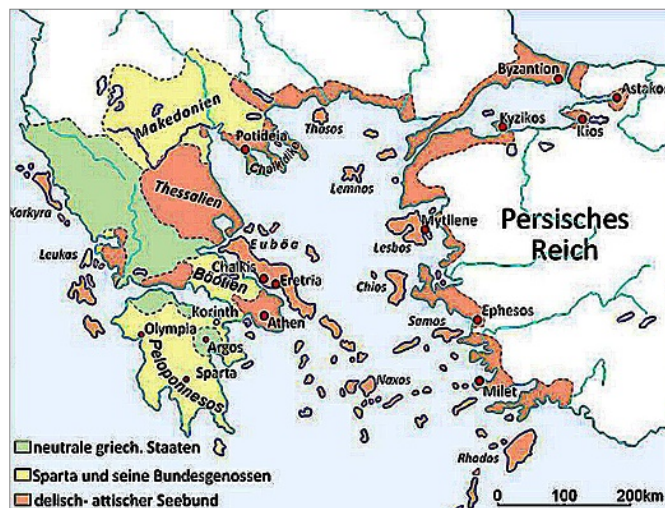 Byzantion
Astakos
Makedonien
Kyzikos
Kios
Potideia
Thasos
Chalkidike
Thessalien
Lemnos
Korkyra
Mytilene
Persisches
Reich
Leukas
Euböa
Lesbos
Chalkis
Böotien
Eretria
Chios
Korinth
Athen
Samos
Ephesos
Olympia
Argos
Peloponnesos
Sparta
Naxos
Milet
neutrale griech. Staaten
Rhodos
Sparta und seine Bundesgenossen
delisch- attischer Seebund
0 100 200km